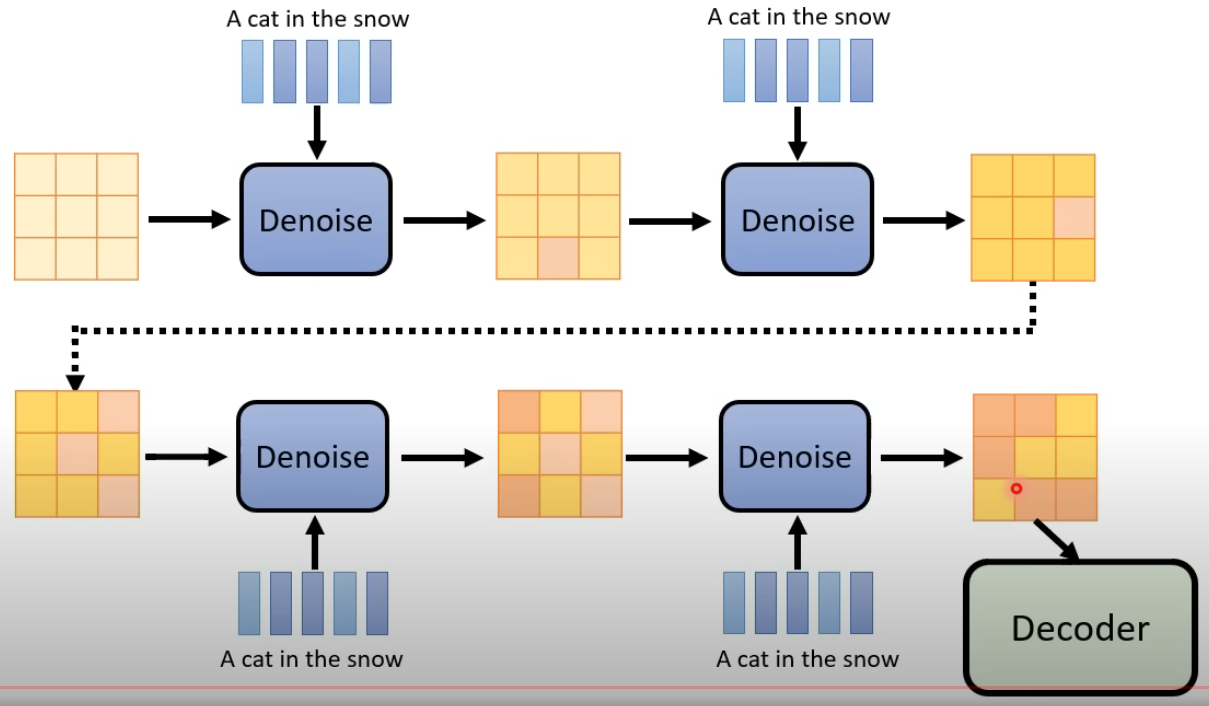 A cat in the snow
A cat in the snow
Denoise
Denoise
Denoise
Denoise
A cat in the snow
A cat in the snow
Decoder